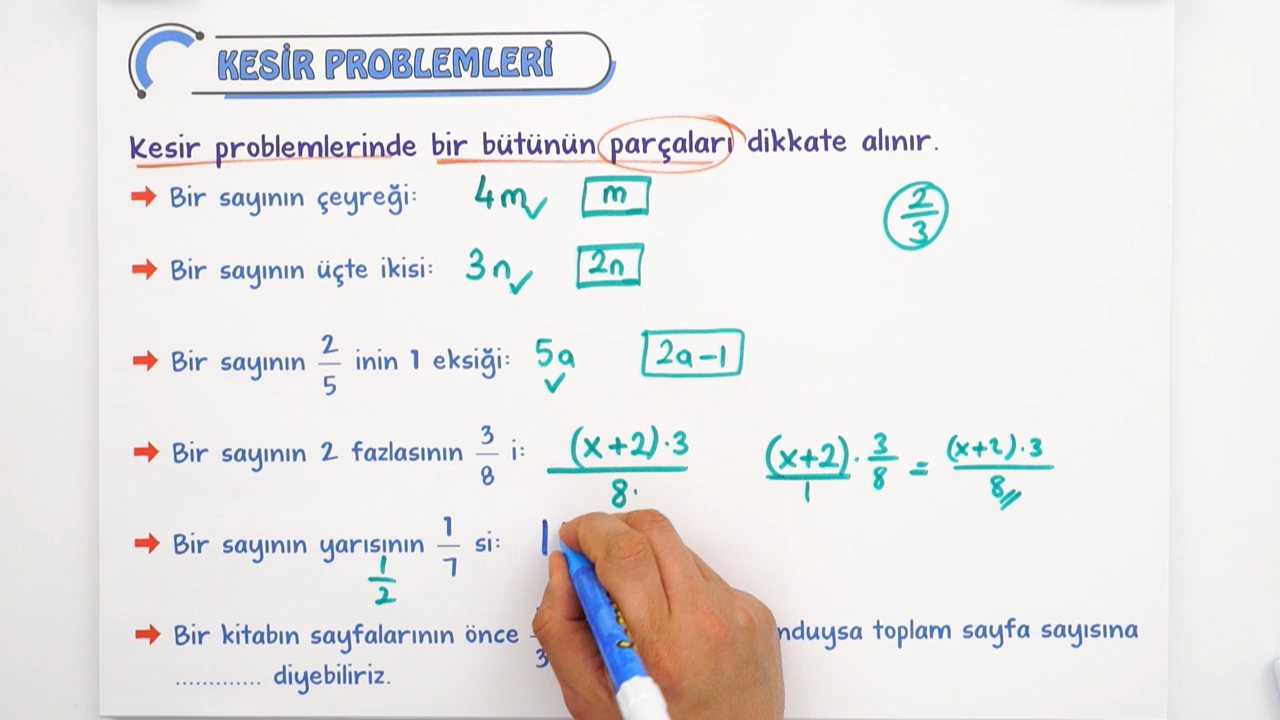 KESİR PROBLEMLERİ
Kesir problemlerinde bir bütünün parçaları dikkate alınır.
Bir sayının çeyreği: 4m m 2/3
Bir sayının üçte ikisi: 3n 2n
Bir sayının 2/5 inin 1 eksiği: 5a 2a-1
Bir sayının 2 fazlasının 3/8 i: (x+2)·3/8· (x+2)/1 · 3/8 = (x+2)·3/8
Bir sayının yarısının 1/7 si:
1/2
Bir kitabın sayfalarının önce 3 nduysa toplam sayfa sayısına
............. diyebiliriz.